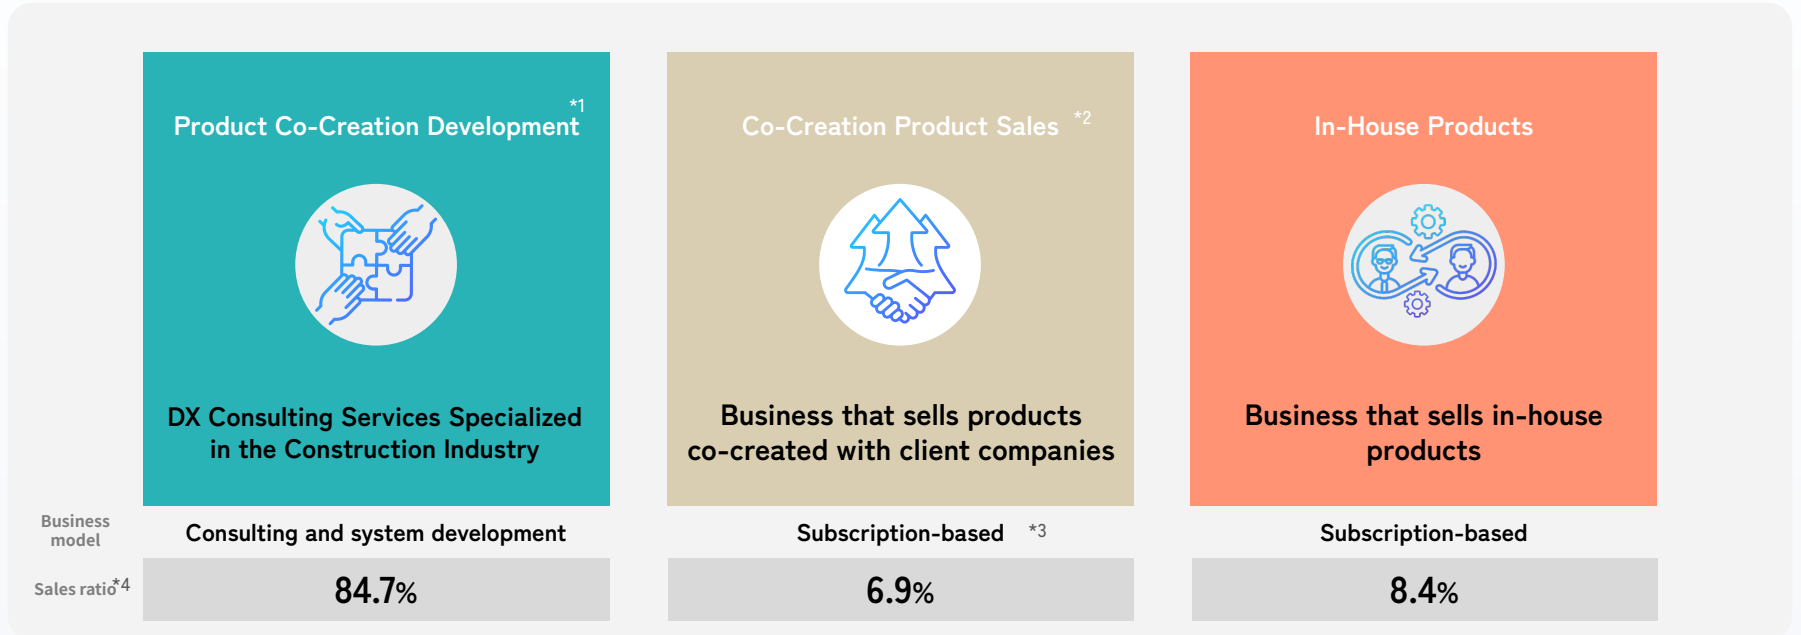 Product Co-Creation Development *1
Co-Creation Product Sales *2
In-House Products
DX Consulting Services Specialized
in the Construction Industry
Business that sells products
co-created with client companies
Business that sells in-house
products
Business
model
Consulting and system development
Subscription-based *3
Subscription-based
Sales ratio*4
84.7%
6.9%
8.4%